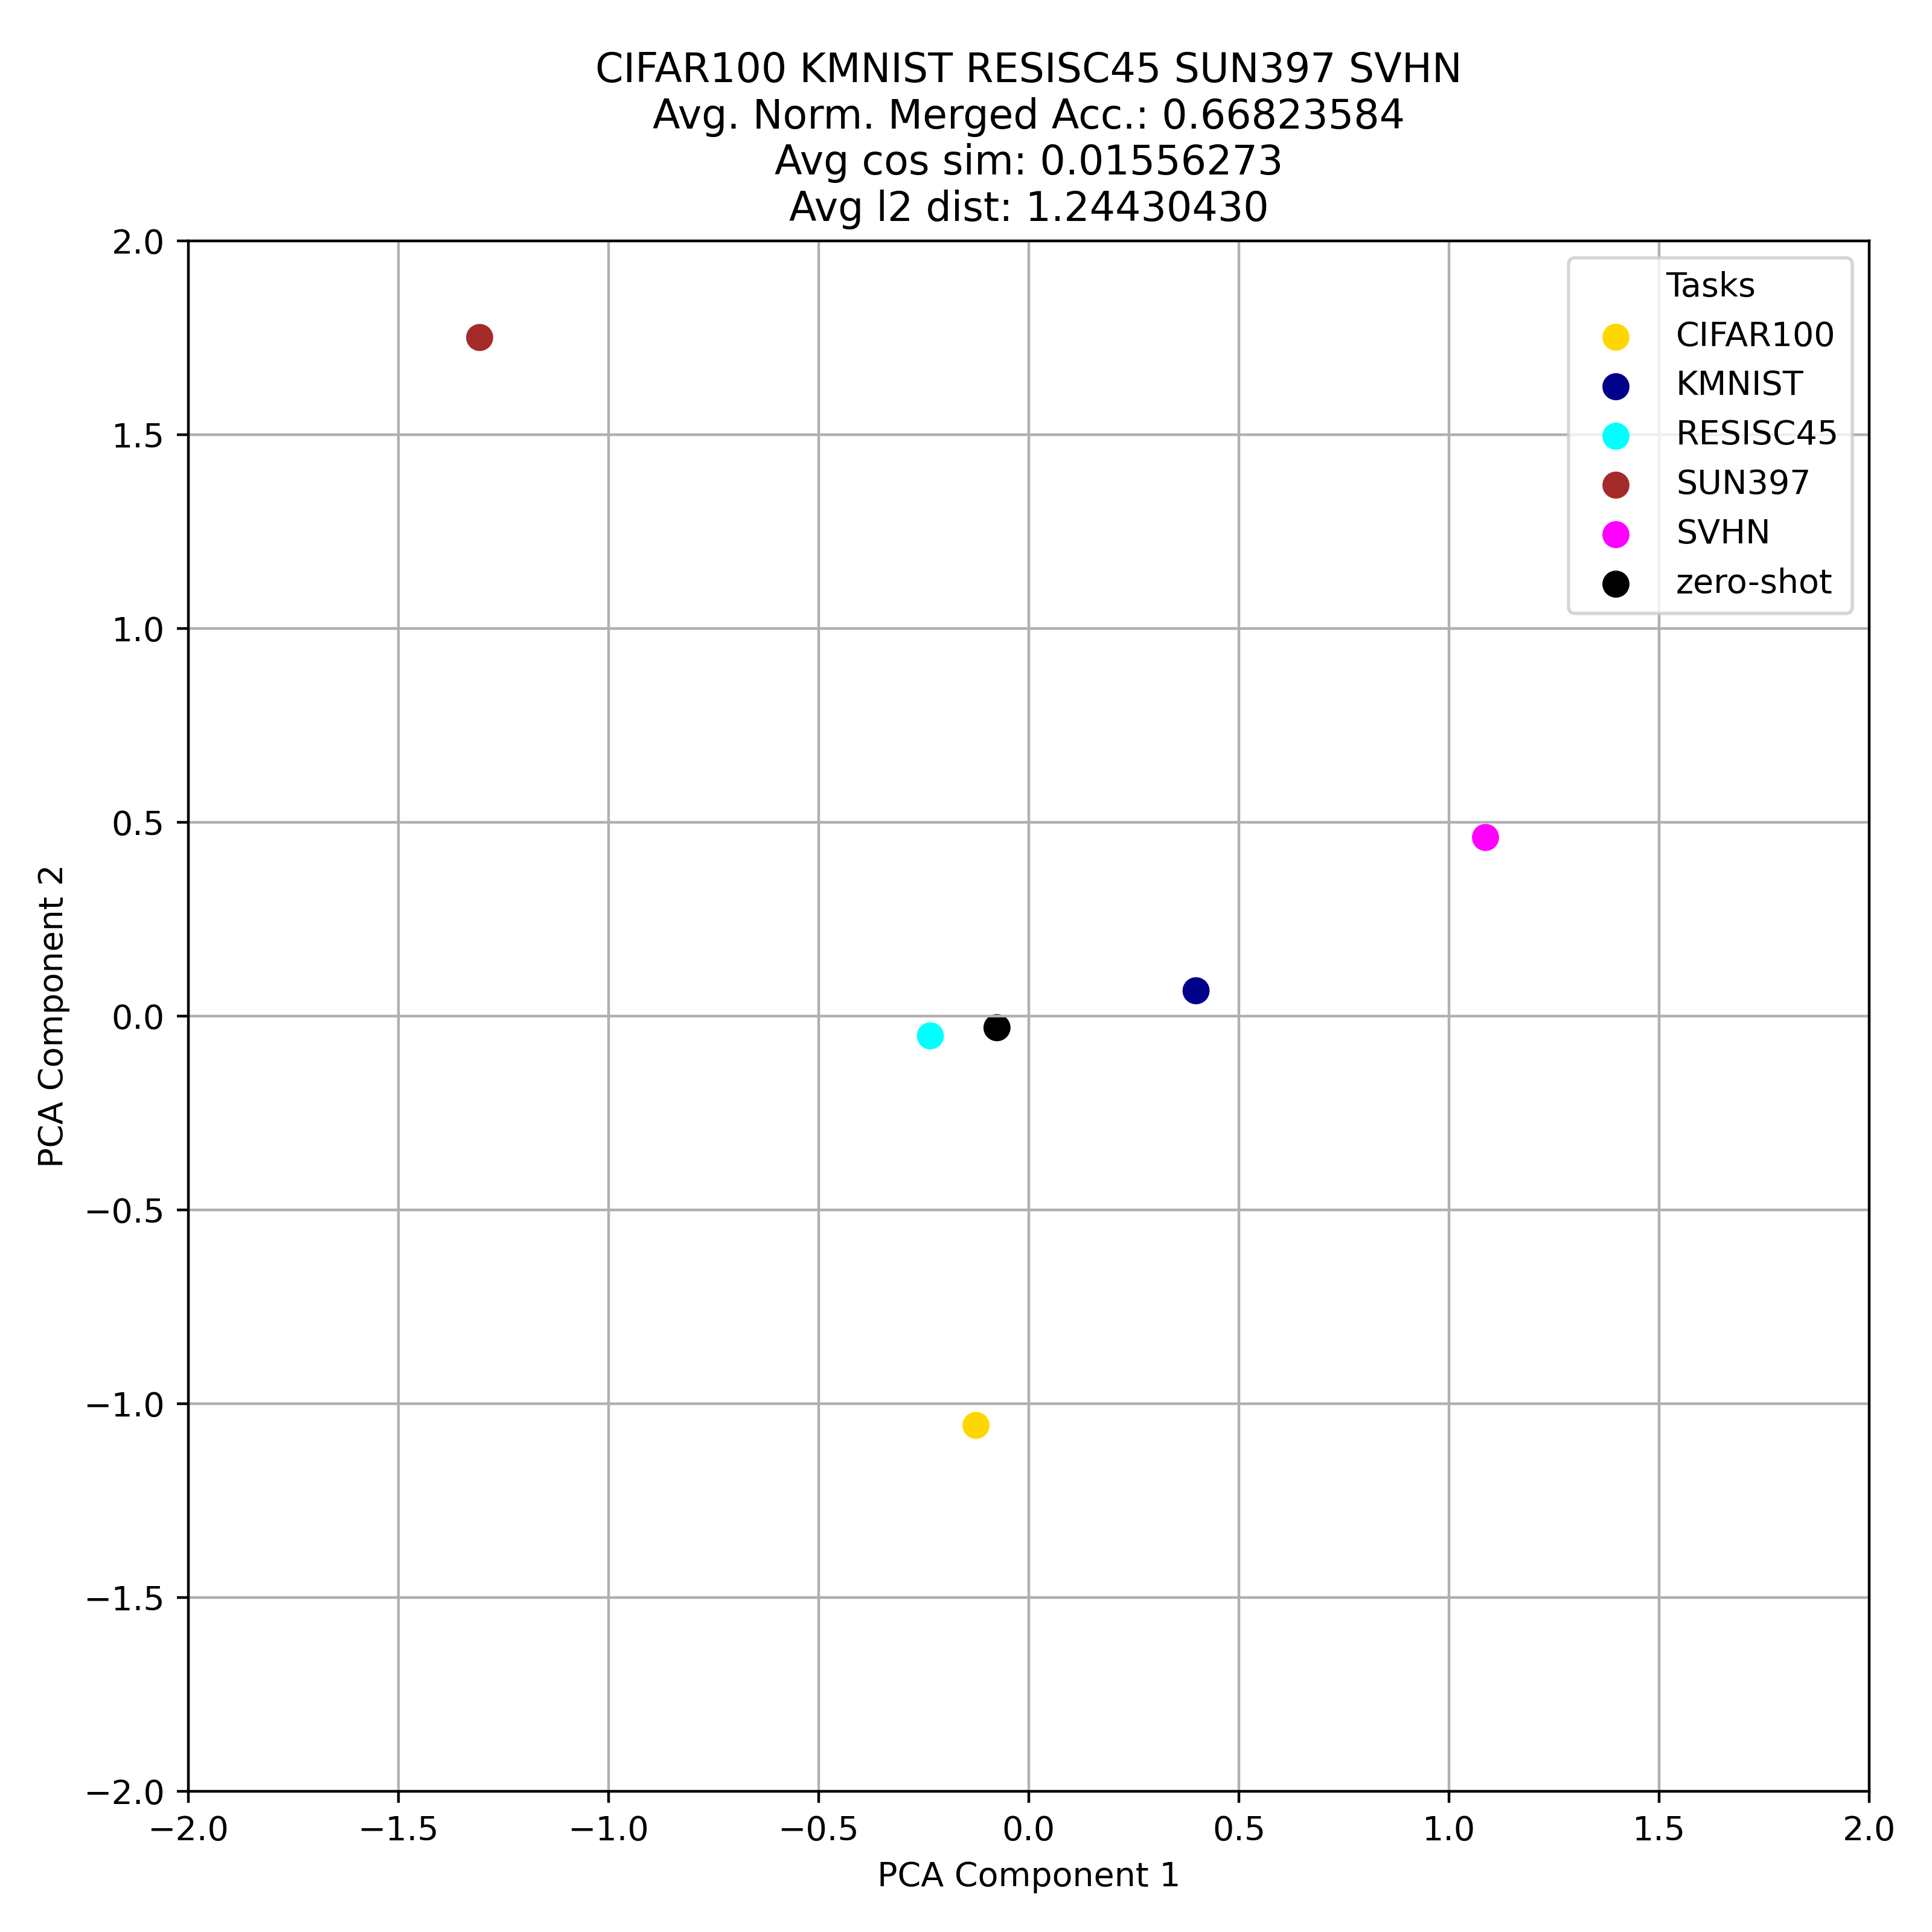 CIFAR100 KMNIST RESISC45 SUN397 SVHN
Avg. Norm. Merged Acc.: 0.66823584
Avg cos sim: 0.01556273
Avg l2 dist: 1.24430430
Tasks
CIFAR100
KMNIST
RESISC45
SUN397
SVHN
zero-shot
2.0
1.5
1.0
0.5
0.0
−0.5
−1.0
−1.5
−2.0
PCA Component 2
−2.0 −1.5 −1.0 −0.5 0.0 0.5 1.0 1.5 2.0
PCA Component 1